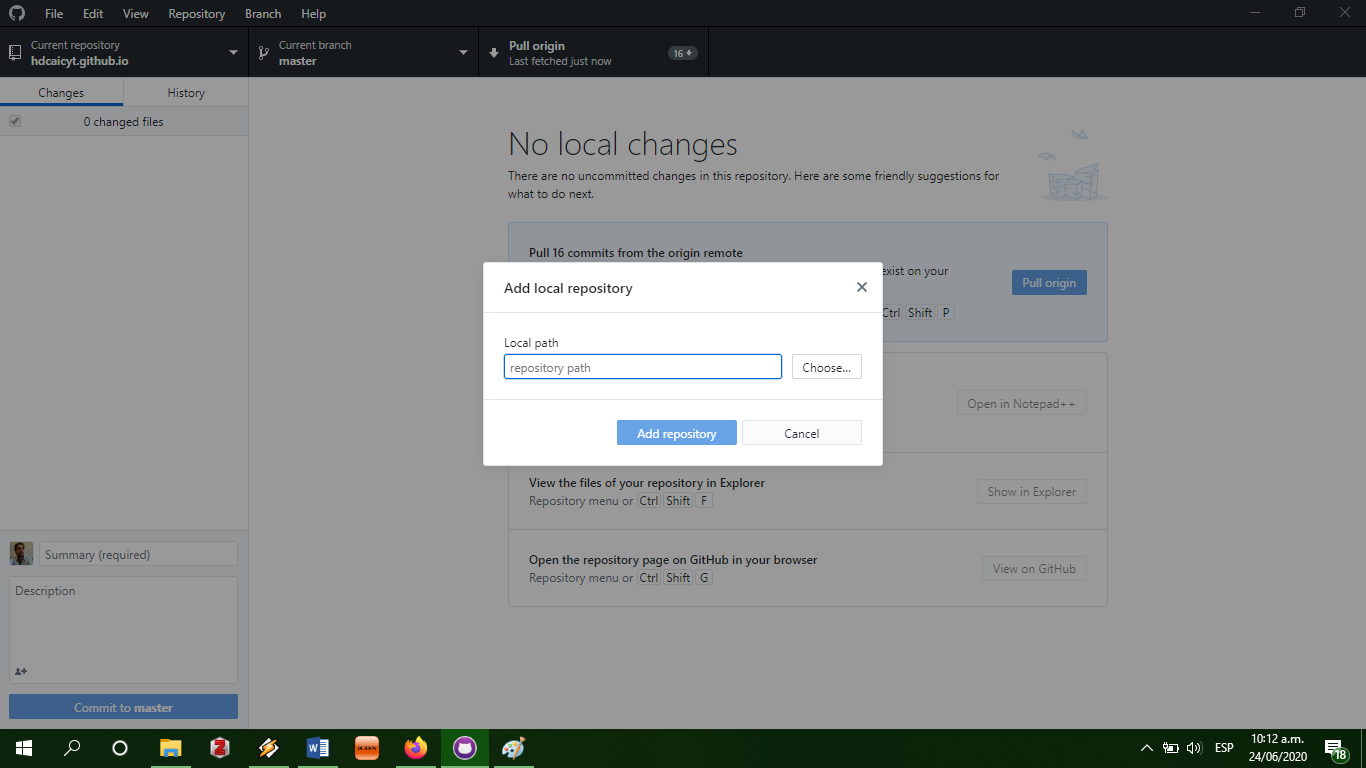 File Edit View Repository Branch Help
Current repository
hdcaicyt.github.io
Current branch
master
Pull origin
Last fetched just now
16
Changes History
0 changed files
No local changes
There are no uncommitted changes in this repository. Here are some friendly suggestions for
what to do next.
Pull 16 commits from the origin remote
exist on your
Pull origin
Ctrl Shift P
Add local repository
Local path
repository path
Choose...
Add repository
Cancel
Open in Notepad++
View the files of your repository in Explorer
Repository menu or Ctrl Shift F
Show in Explorer
Open the repository page on GitHub in your browser
Repository menu or Ctrl Shift G
View on GitHub
Summary (required)
Description
Commit to master
ICON
ESP
10:12 a.m.
24/06/2020
18